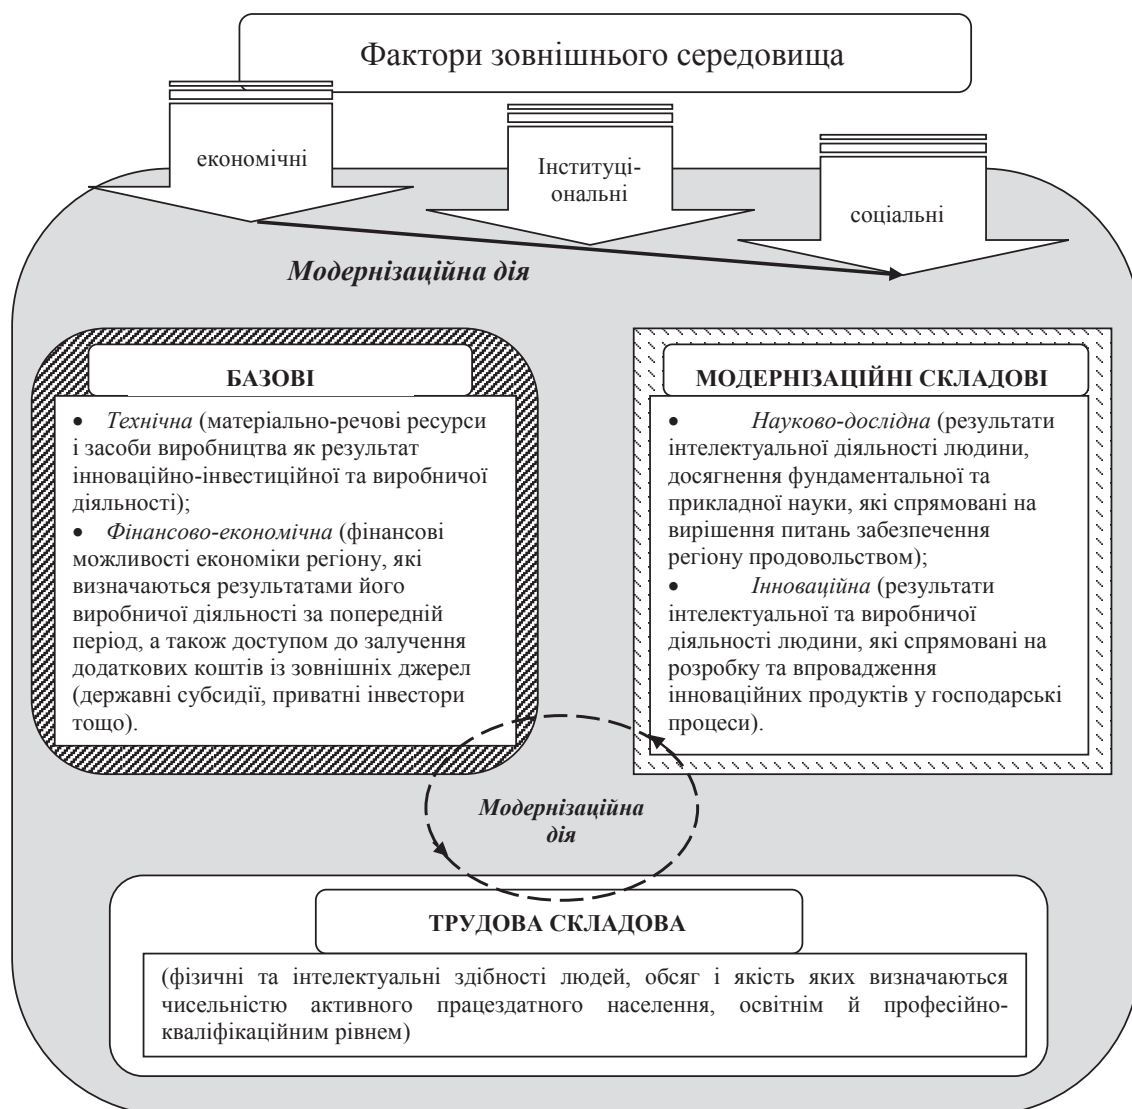 Фактори зовнішнього середовища
економічні
Інституці-
ональні
соціальні
Модернізаційна дія
БАЗОВІ
• Технічна (матеріально-речові ресурси
і засоби виробництва як результат
інноваційно-інвестиційної та виробничої
діяльності);
• Фінансово-економічна (фінансові
можливості економіки регіону, які
визначаються результатами його
виробничої діяльності за попередній
період, а також доступом до залучення
додаткових коштів із зовнішніх джерел
(державні субсидії, приватні інвестори
тощо).
МОДЕРНІЗАЦІЙНІ СКЛАДОВІ
• Науково-дослідна (результати
інтелектуальної діяльності людини,
досягнення фундаментальної та
прикладної науки, які спрямовані на
вирішення питань забезпечення
регіону продовольством);
• Інноваційна (результати
інтелектуальної та виробничої
діяльності людини, які спрямовані на
розробку та впровадження
інноваційних продуктів у господарські
процеси).
Модернізаційна
дія
ТРУДОВА СКЛАДОВА
(фізичні та інтелектуальні здібності людей, обсяг і якість яких визначаються
чисельністю активного працездатного населення, освітнім й професійно-
кваліфікаційним рівнем)